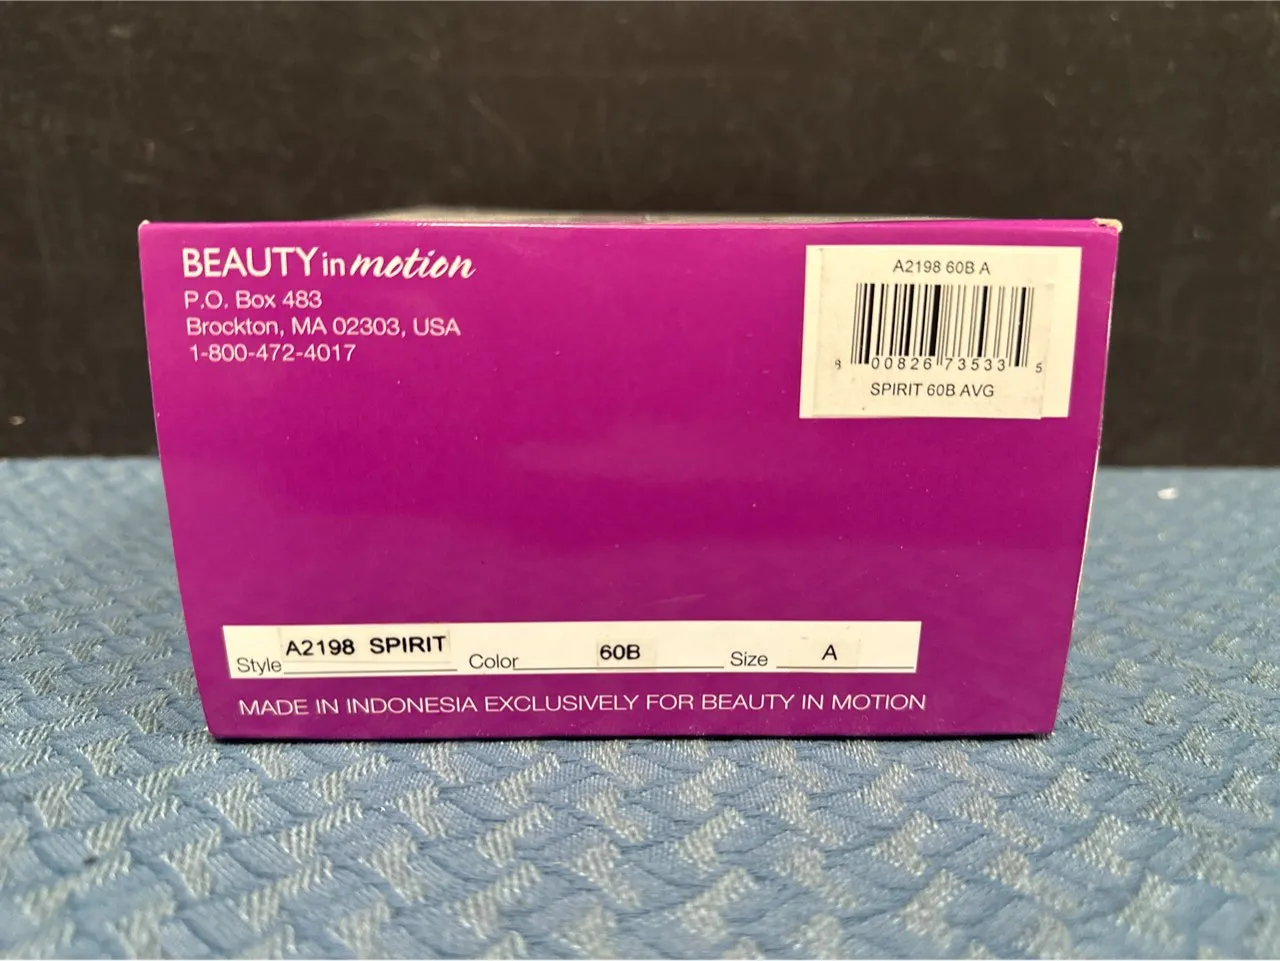 BEAUTY in motion
P.O. Box 483
Brockton, MA 02303, USA
1-800-472-4017
A2198 60B A
8 00826 73533 5
SPIRIT 60B AVG
Style A2198 SPIRIT Color 60B Size A
MADE IN INDONESIA EXCLUSIVELY FOR BEAUTY IN MOTION